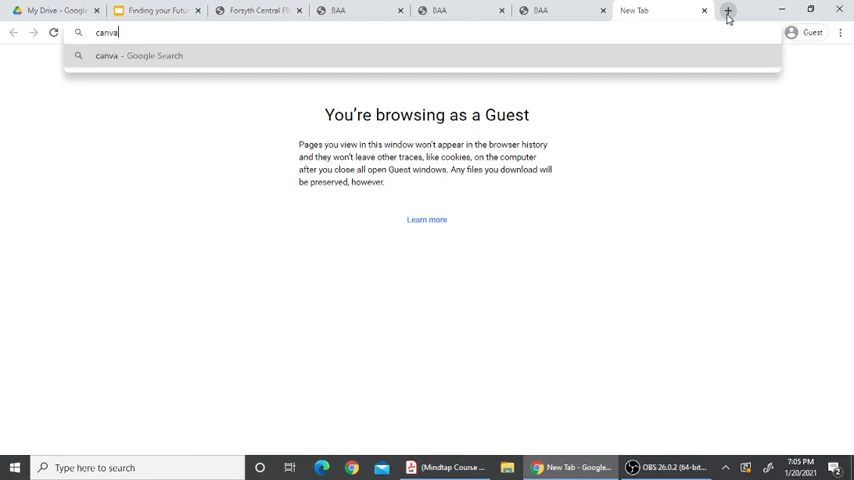 My Drive - Google
Finding your Futu
Forsyth Central FF
BAA
BAA
BAA
New Tab
canva
Guest
canva - Google Search
You're browsing as a Guest
Pages you view in this window won't appear in the browser history
and they won't leave other traces, like cookies, on the computer
after you close all open Guest windows. Any files you download will
be preserved, however.
Learn more
Type here to search
(Mindtap Course ...
New Tab - Google...
OBS 26.0.2 (64-bit...
7:05 PM
1/20/2021
2